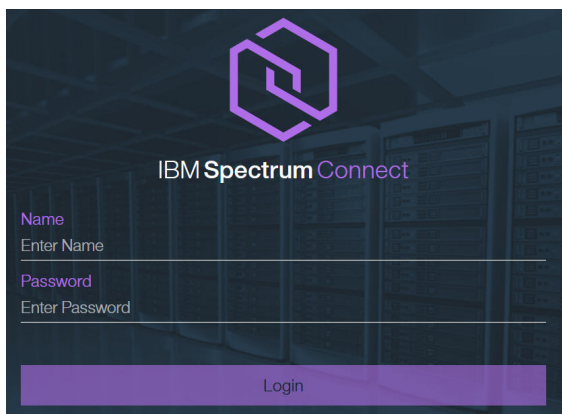 IBM Spectrum Connect
Name
Enter Name
Password
Enter Password
Login